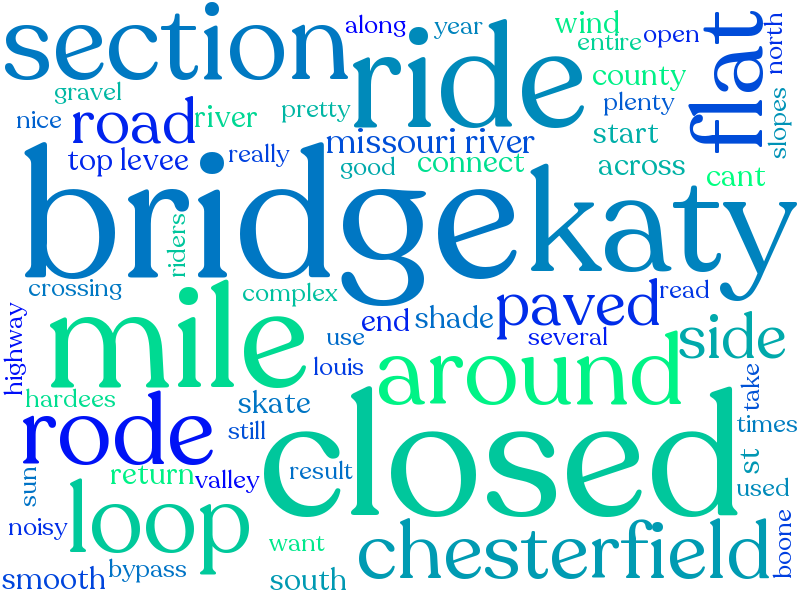 section
ride
flat
along
year
wind
entire
open
north
gravel
county
plenty
nice
road
river
pretty
missouri river
start
slopes
top levee
really
good
connect
across
cant
bridge
katy
riders
crossing
complex
mile
end
shade
paved
read
highway
use
several
side
louis
around
hardees
skate
take
rode
still
closed
times
sun
return
valley
result
st
used
noisy
loop
want
chesterfield
boone
smooth
bypass
south